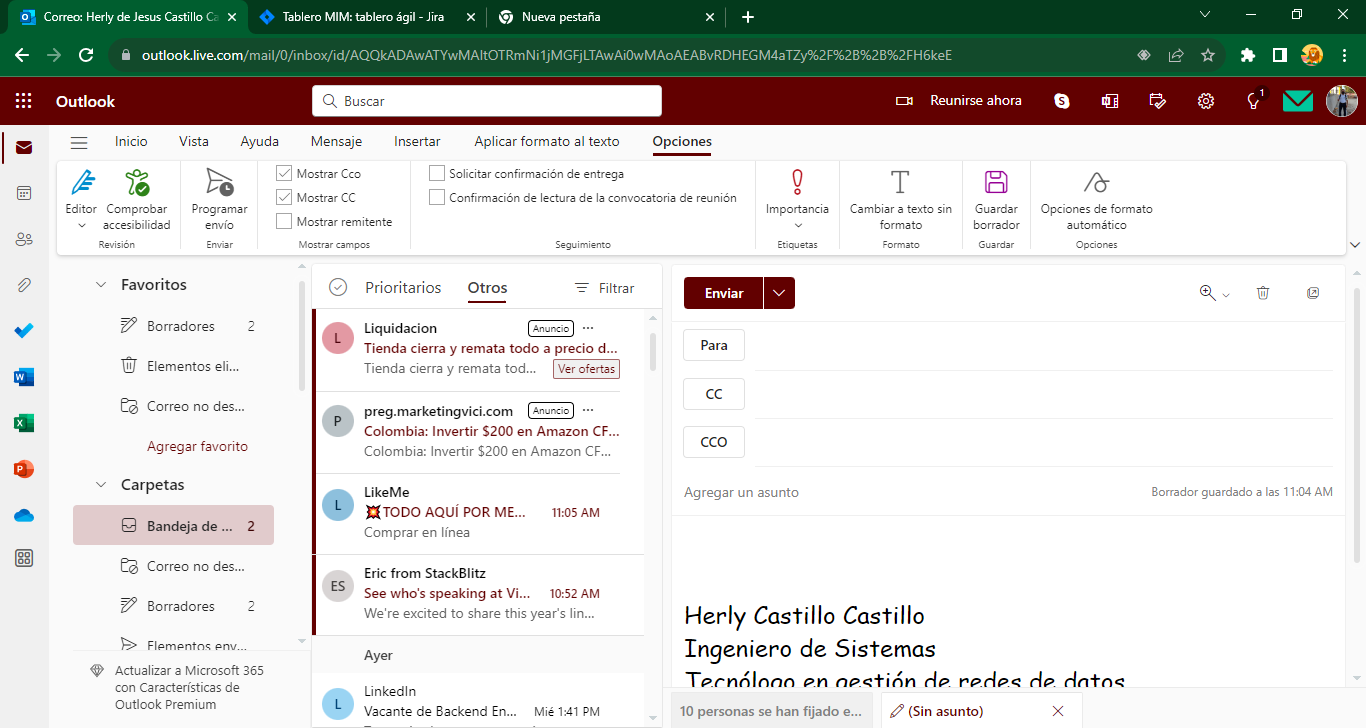 Correo: Herly de Jesus Castillo Ca
Tablero MIM: tablero ágil - Jira
Nueva pestaña
outlook.live.com/mail/0/inbox/id/AQQkADAwATYwMAItOTRmNi1jMGFjLTAwAi0wMAoAEABvRDHEGM4aTZy%2F%2B%2B%2FH6keE
Outlook
Buscar
Reunirse ahora
1
Inicio Vista Ayuda Mensaje Insertar Aplicar formato al texto Opciones
Editor
Comprobar
accesibilidad
Revisión
Programar
envío
Enviar
Mostrar Cco
Mostrar CC
Mostrar remitente
Mostrar campos
Solicitar confirmación de entrega
Confirmación de lectura de la convocatoria de reunión
Seguimiento
Importancia
Etiquetas
Cambiar a texto sin
formato
Formato
Guardar
borrador
Guardar
Opciones de formato
automático
Opciones
Favoritos
Borradores 2
Elementos eli...
Correo no des...
Agregar favorito
Carpetas
Bandeja de ... 2
Correo no des...
Borradores 2
Elementos env...
Actualizar a Microsoft 365
con Características de
Outlook Premium
Prioritarios Otros Filtrar
L
Liquidacion Anuncio ...
Tienda cierra y remata todo a precio d...
Tienda cierra y remata tod... Ver ofertas
P
preg.marketingvici.com Anuncio ...
Colombia: Invertir $200 en Amazon CF...
Colombia: Invertir $200 en Amazon CF...
L
LikeMe
💥TODO AQUÍ POR ME... 11:05 AM
Comprar en línea
ES
Eric from StackBlitz
See who's speaking at Vi... 10:52 AM
We're excited to share this year's lin...
Ayer
L
LinkedIn
Vacante de Backend En... Mié 1:41 PM
Enviar
Para
CC
CCO
Agregar un asunto Borrador guardado a las 11:04 AM
Herly Castillo Castillo
Ingeniero de Sistemas
Tecnólogo en gestión de redes de datos
10 personas se han fijado e...
(Sin asunto)